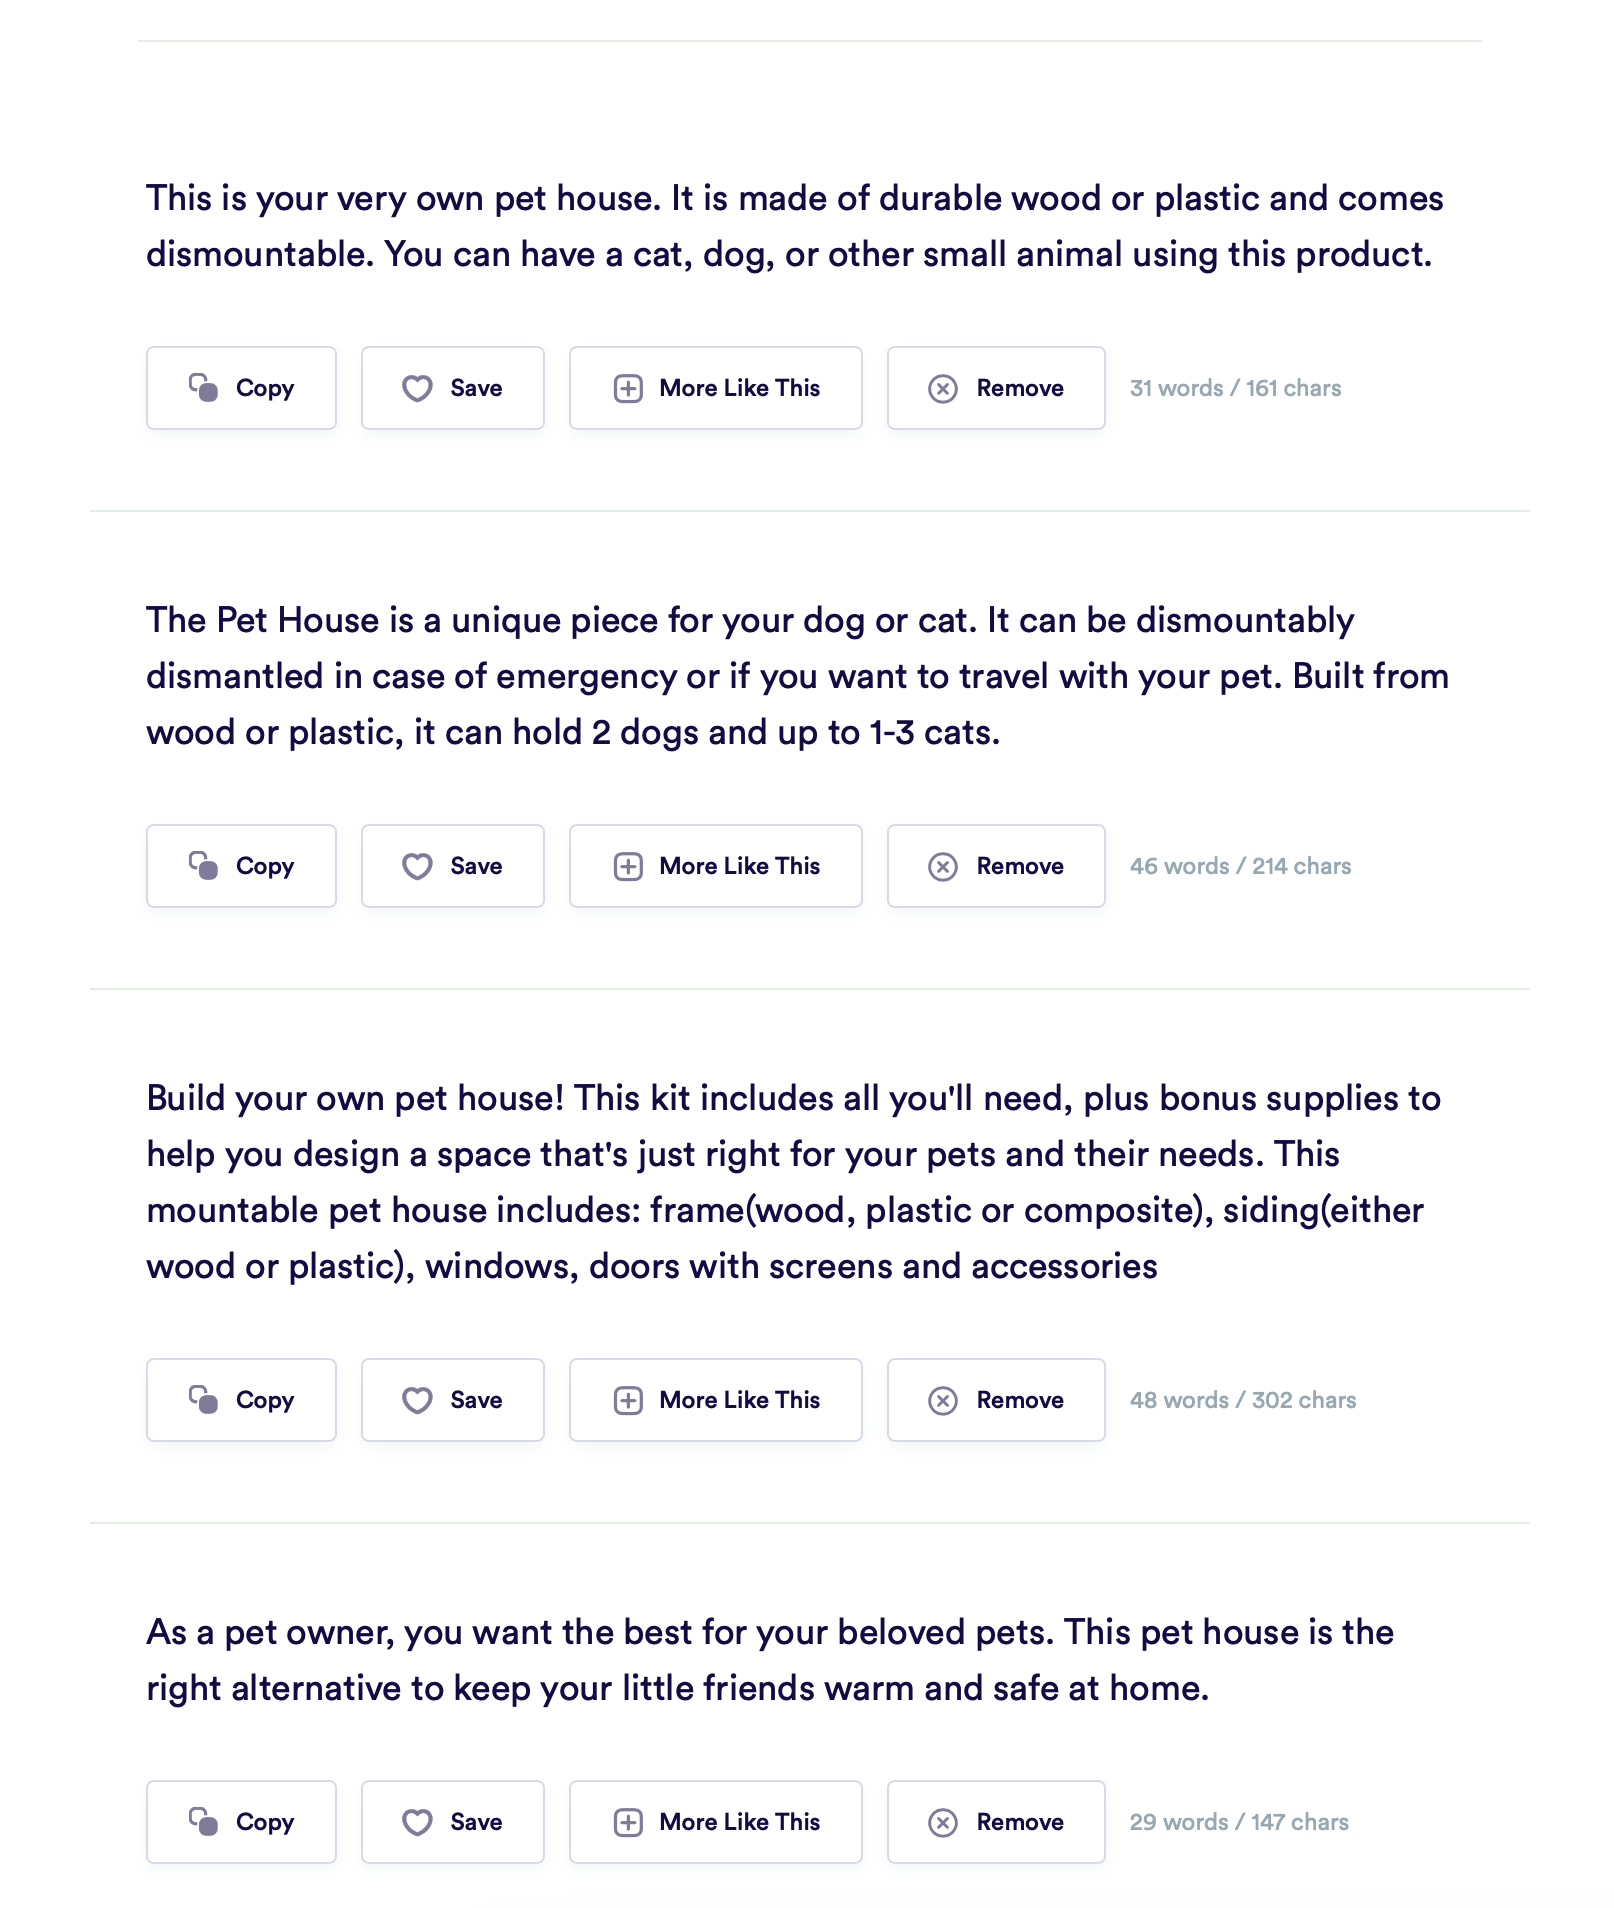 This is your very own pet house. It is made of durable wood or plastic and comes
dismountable. You can have a cat, dog, or other small animal using this product.
Copy Save More Like This Remove 31 words / 161 chars
The Pet House is a unique piece for your dog or cat. It can be dismountably
dismantled in case of emergency or if you want to travel with your pet. Built from
wood or plastic, it can hold 2 dogs and up to 1-3 cats.
Copy Save More Like This Remove 46 words / 214 chars
Build your own pet house! This kit includes all you'll need, plus bonus supplies to
help you design a space that's just right for your pets and their needs. This
mountable pet house includes: frame(wood, plastic or composite), siding(either
wood or plastic), windows, doors with screens and accessories
Copy Save More Like This Remove 48 words / 302 chars
As a pet owner, you want the best for your beloved pets. This pet house is the
right alternative to keep your little friends warm and safe at home.
Copy Save More Like This Remove 29 words / 147 chars